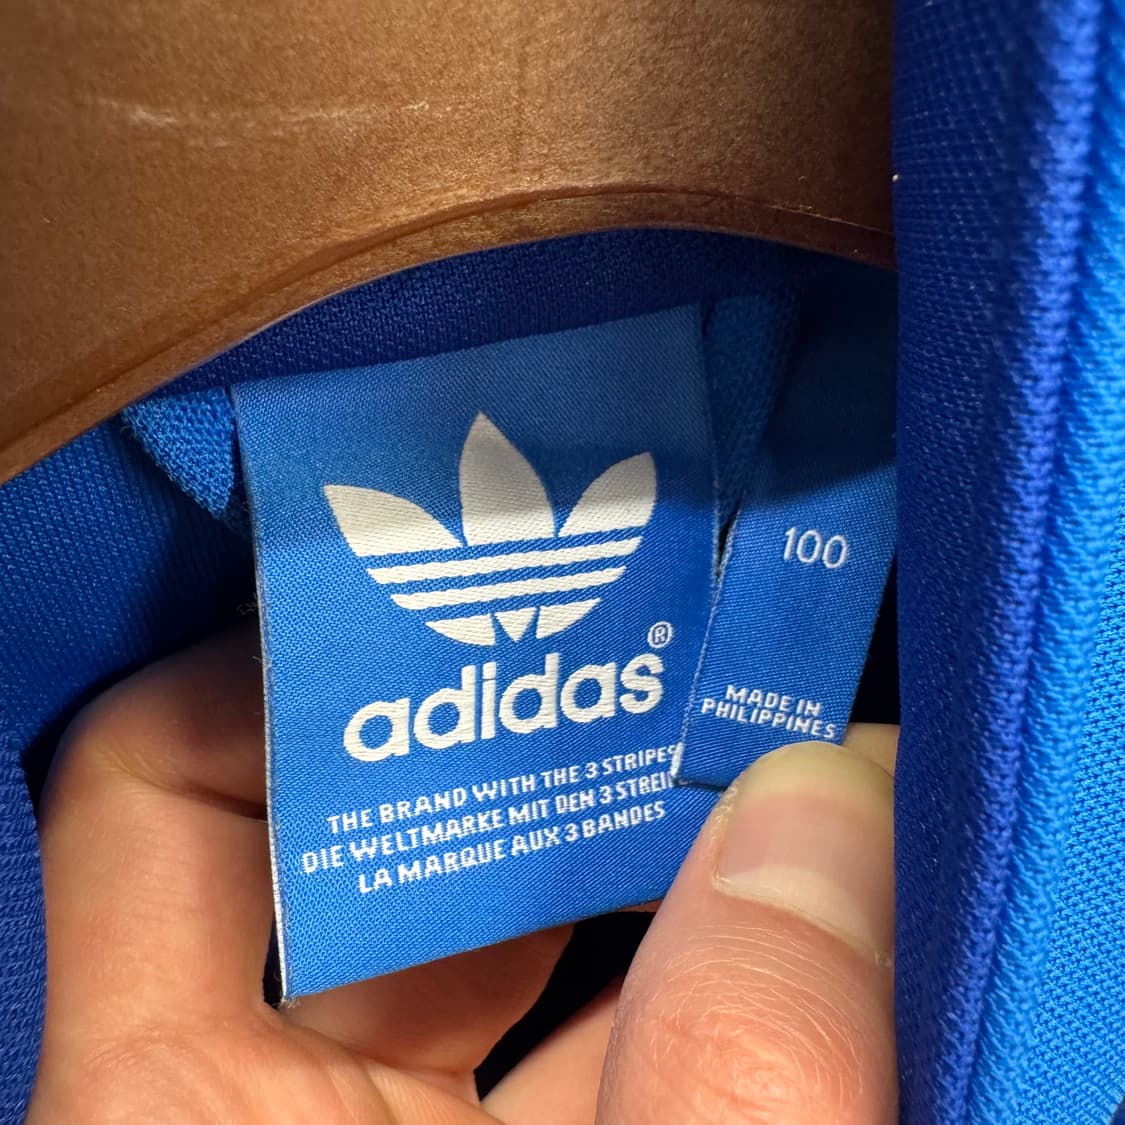 adidas®
THE BRAND WITH THE 3 STRIPES
DIE WELTMARKE MIT DEN 3
LA MARQUE AUX 3 BANDES
100
MADE IN
PHILIPPINES